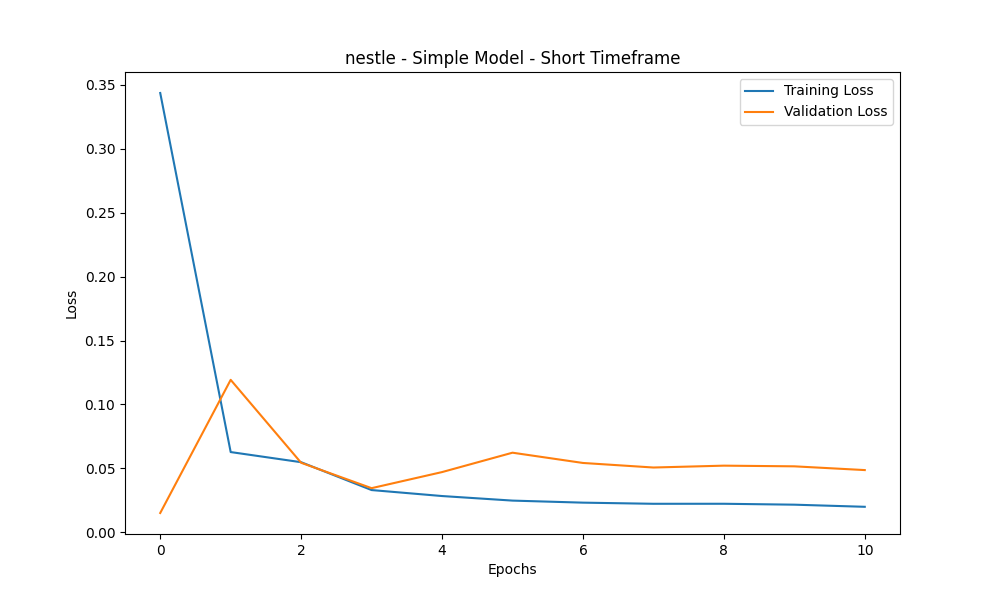 nestle - Simple Model - Short Timeframe
Training Loss
Validation Loss
0.35
0.30
0.25
0.20
0.15
0.10
0.05
0.00
Loss
0 2 4 6 8 10
Epochs